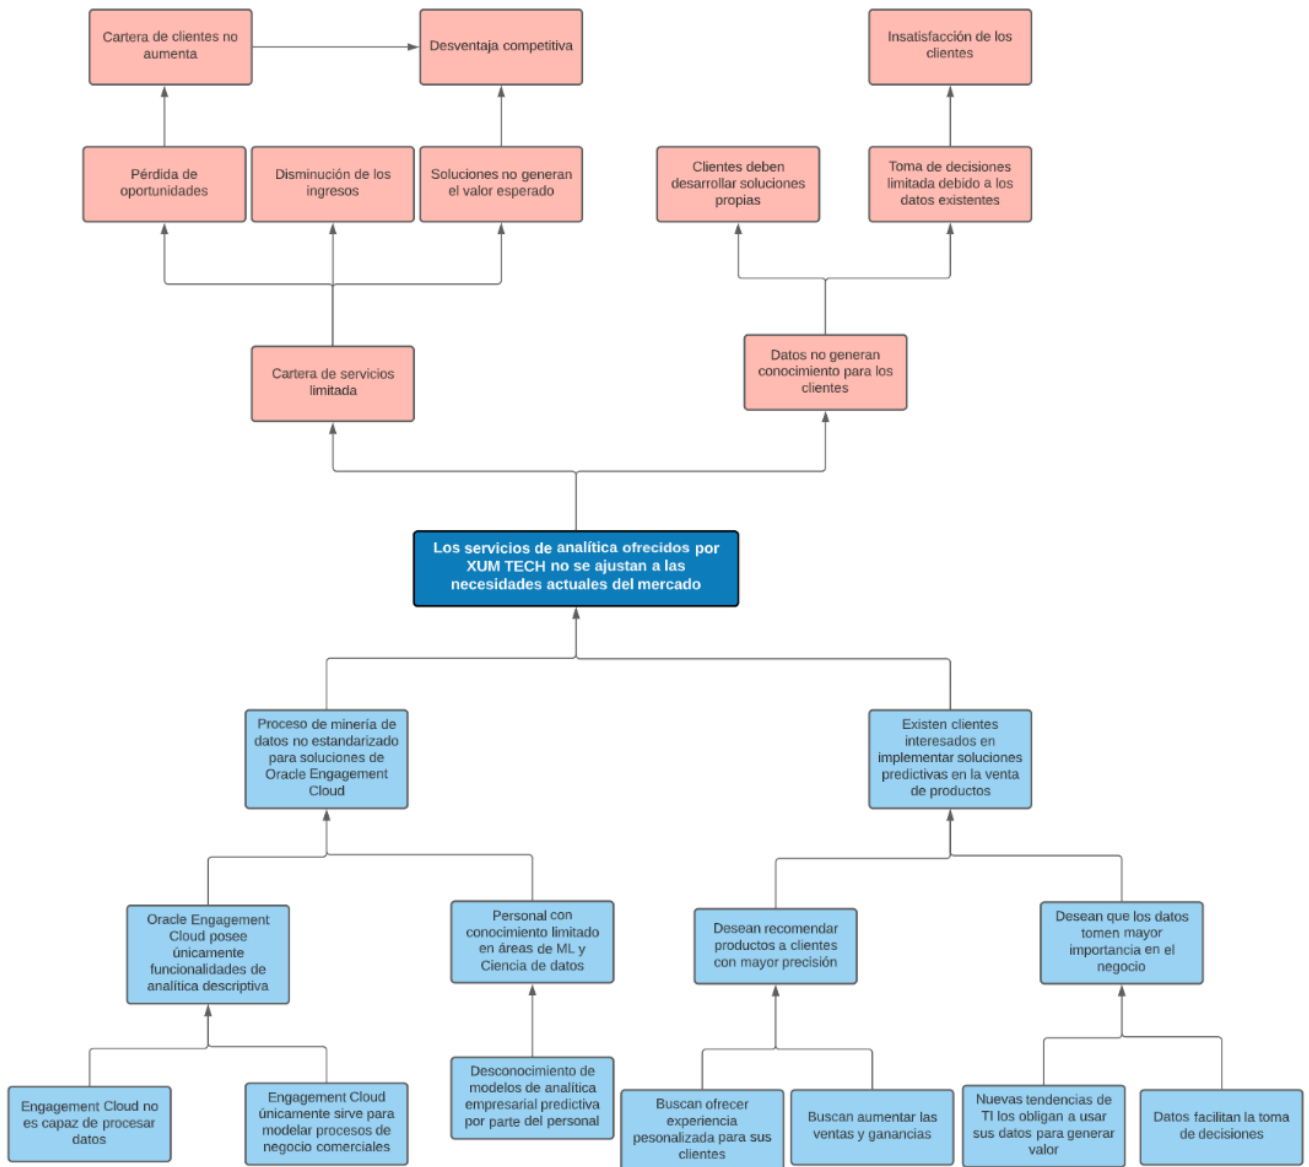 Cartera de clientes no
aumenta
Desventaja competitiva
Insatisfacción de los
clientes
Pérdida de
oportunidades
Disminución de los
ingresos
Soluciones no generan
el valor esperado
Clientes deben
desarrollar soluciones
propias
Toma de decisiones
limitada debido a los
datos existentes
Cartera de servicios
limitada
Datos no generan
conocimiento para los
clientes
Los servicios de analítica ofrecidos por
XUM TECH no se ajustan a las
necesidades actuales del mercado
Proceso de minería de
datos no estandarizado
para soluciones de
Oracle Engagement
Cloud
Existen clientes
interesados en
implementar soluciones
predictivas en la venta
de productos
Oracle Engagement
Cloud posee
únicamente
funcionalidades de
analítica descriptiva
Personal con
conocimiento limitado
en áreas de ML y
Ciencia de datos
Desean recomendar
productos a clientes
con mayor precisión
Desean que los datos
tomen mayor
importancia en el
negocio
Engagement Cloud no
es capaz de procesar
datos
Engagement Cloud
únicamente sirve para
modelar procesos de
negocio comerciales
Desconocimiento de
modelos de analítica
empresarial predictiva
por parte del personal
Buscan ofrecer
experiencia
pesonalizada para sus
clientes
Buscan aumentar las
ventas y ganancias
Nuevas tendencias de
TI los obligan a usar
sus datos para generar
valor
Datos facilitan la toma
de decisiones